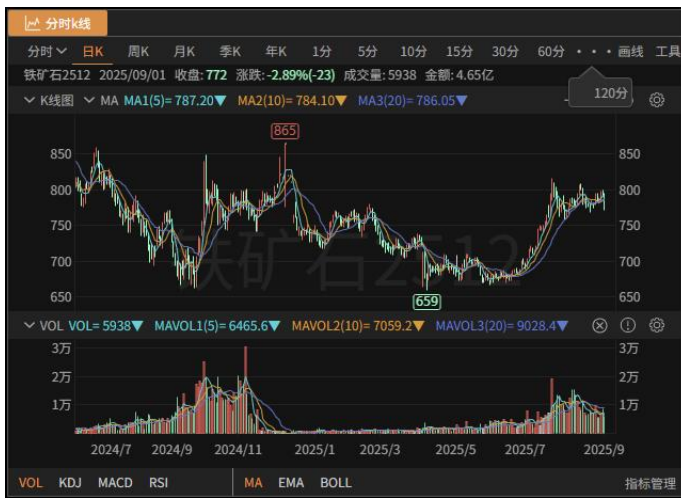 分时k线
分时 日K 周K 月K 季K 年K 1分 5分 10分 15分 30分 60分 · · · 画线 工具
铁矿石2512 2025/09/01 收盘: 772 涨跌: -2.89%(-23) 成交量: 5938 金额: 4.65亿
120分
K线图 MA MA1(5)= 787.20▼ MA2(10)= 784.10▼ MA3(20)= 786.05▼
865
850 850
800 800
750 750
铁矿石2512
700 700
650 650
659
VOL VOL= 5938▼ MAVOL1(5)= 6465.6▼ MAVOL2(10)= 7059.2▼ MAVOL3(20)= 9028.4▼
3万 3万
2万 2万
1万 1万
2024/7 2024/9 2024/11 2025/1 2025/3 2025/5 2025/7 2025/9
VOL KDJ MACD RSI MA EMA BOLL 指标管理